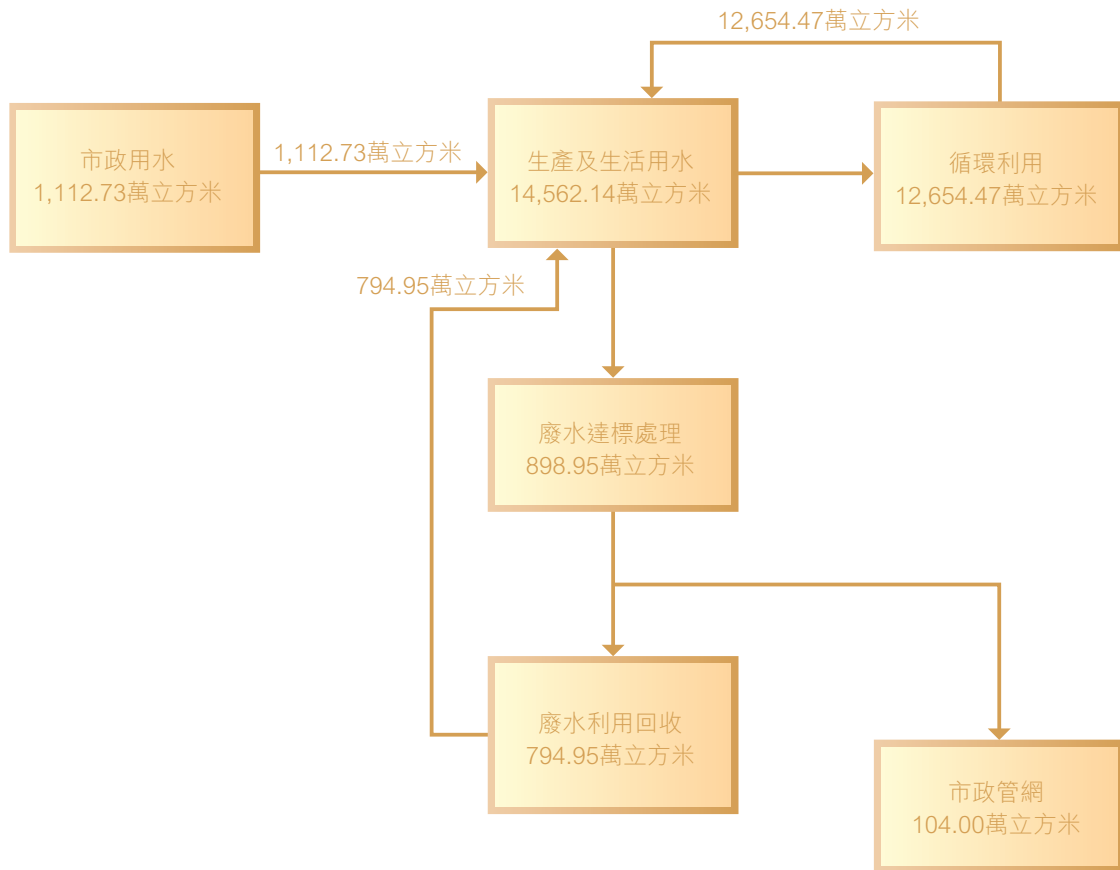 12,654.47萬立方米
市政用水
1,112.73萬立方米
1,112.73萬立方米
生產及生活用水
14,562.14萬立方米
循環利用
12,654.47萬立方米
794.95萬立方米
廢水達標處理
898.95萬立方米
廢水利用回收
794.95萬立方米
市政管網
104.00萬立方米